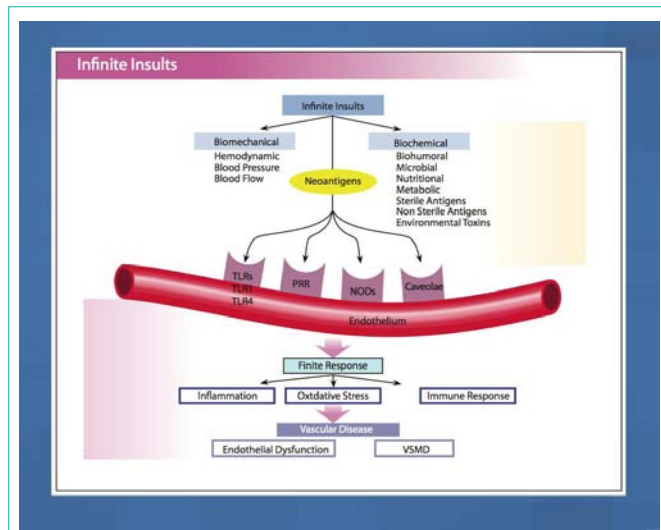 Infinite Insults
Infinite Insults
Biomechanical
Hemodynamic
Blood Pressure
Blood Flow
Biochemical
Biohumoral
Microbial
Nutritional
Metabolic
Sterile Antigens
Non Sterile Antigens
Environmental Toxins
Neoantigens
TLRs
TLR1
TLR4
PRR
NODs
Caveolae
Endothelium
Finite Response
Inflammation
Oxtdative Stress
Immune Response
Vascular Disease
Endothelial Dysfunction
VSMD